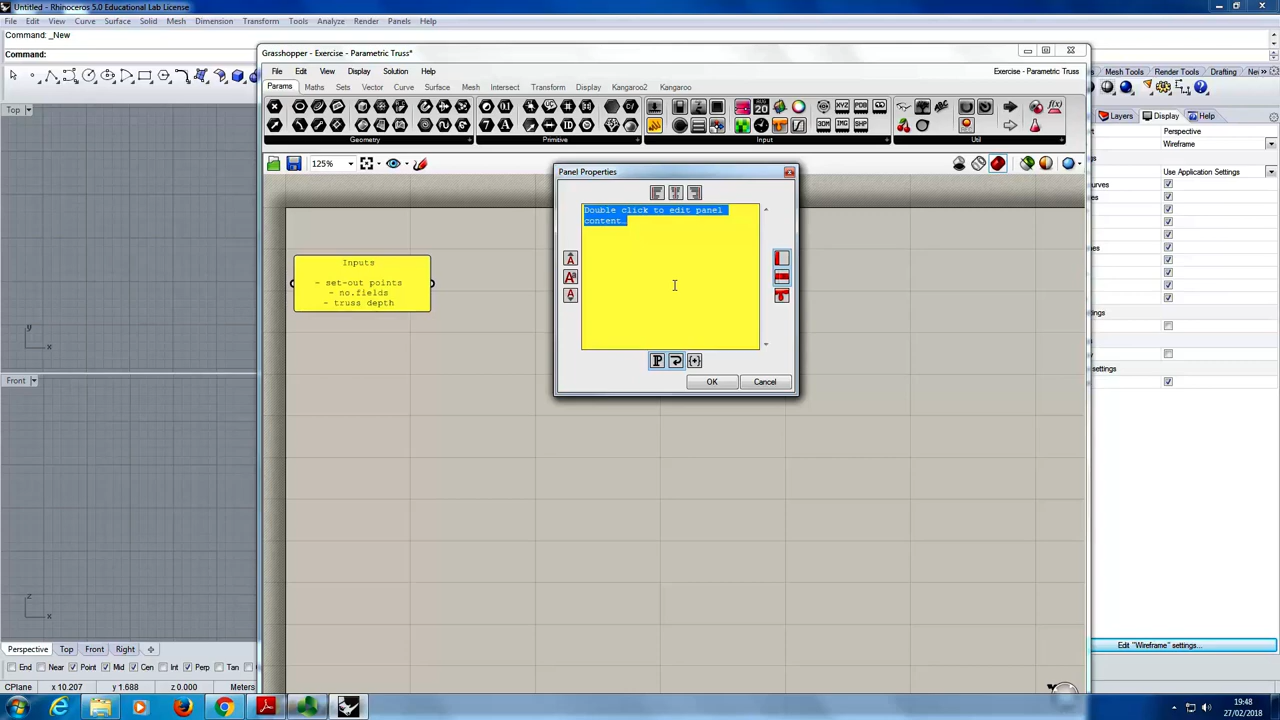 Untitled - Rhinoceros 5.0 Educational Lab License
File Edit View Curve Surface Solid Mesh Dimension Transform Tools Analyze Render Panels Help
Command: _New
Command:
Grasshopper - Exercise - Parametric Truss*
File Edit View Display Solution Help
Exercise - Parametric Truss
Params Maths Sets Vector Curve Surface Mesh Intersect Transform Display Kangaroo2 Kangaroo
Mesh Tools Render Tools Drafting
Geometry Primitive Input Util
125%
Top
Layers Display Help
Perspective
Wireframe
Use Application Settings
Panel Properties
Double click to edit panel
content…
Inputs
- set-out points
- no.fields
- truss depth
OK Cancel
y
x
Front
z
x
Edit "Wireframe" settings...
Perspective Top Front Right
End Near Point Mid Cen Int Perp Tan
CPlane x 10.207 y 1.688 z 0.000 Meters
19:48
27/02/2018